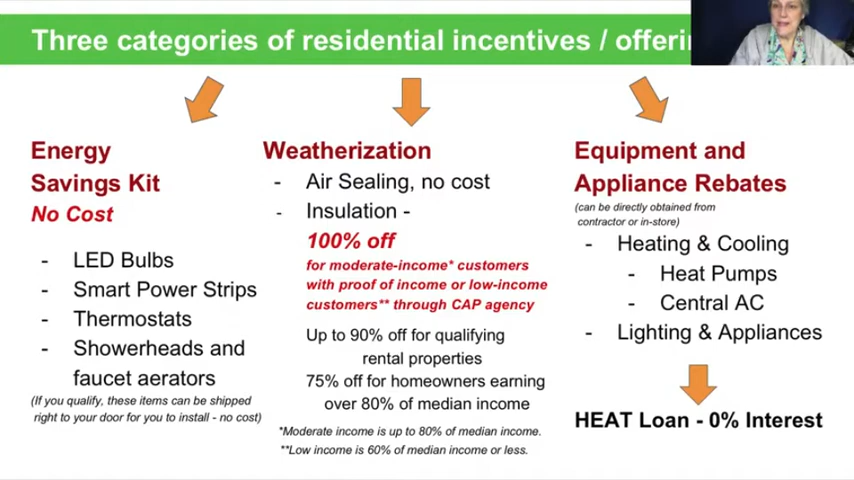 Three categories of residential incentives /
Energy
Savings Kit
No Cost
- LED Bulbs
- Smart Power Strips
- Thermostats
- Showerheads and
faucet aerators
(If you qualify, these items can be shipped
right to your door for you to install - no cost)
Weatherization
- Air Sealing, no cost
- Insulation -
100% off
for moderate-income* customers
with proof of income or low-income
customers** through CAP agency
Up to 90% off for qualifying
rental properties
75% off for homeowners earning
over 80% of median income
*Moderate income is up to 80% of median income.
**Low income is 60% of median income or less.
Equipment and
Appliance Rebates
(can be directly obtained from
contractor or in-store)
- Heating & Cooling
- Heat Pumps
- Central AC
- Lighting & Appliances
HEAT Loan - 0% Interest